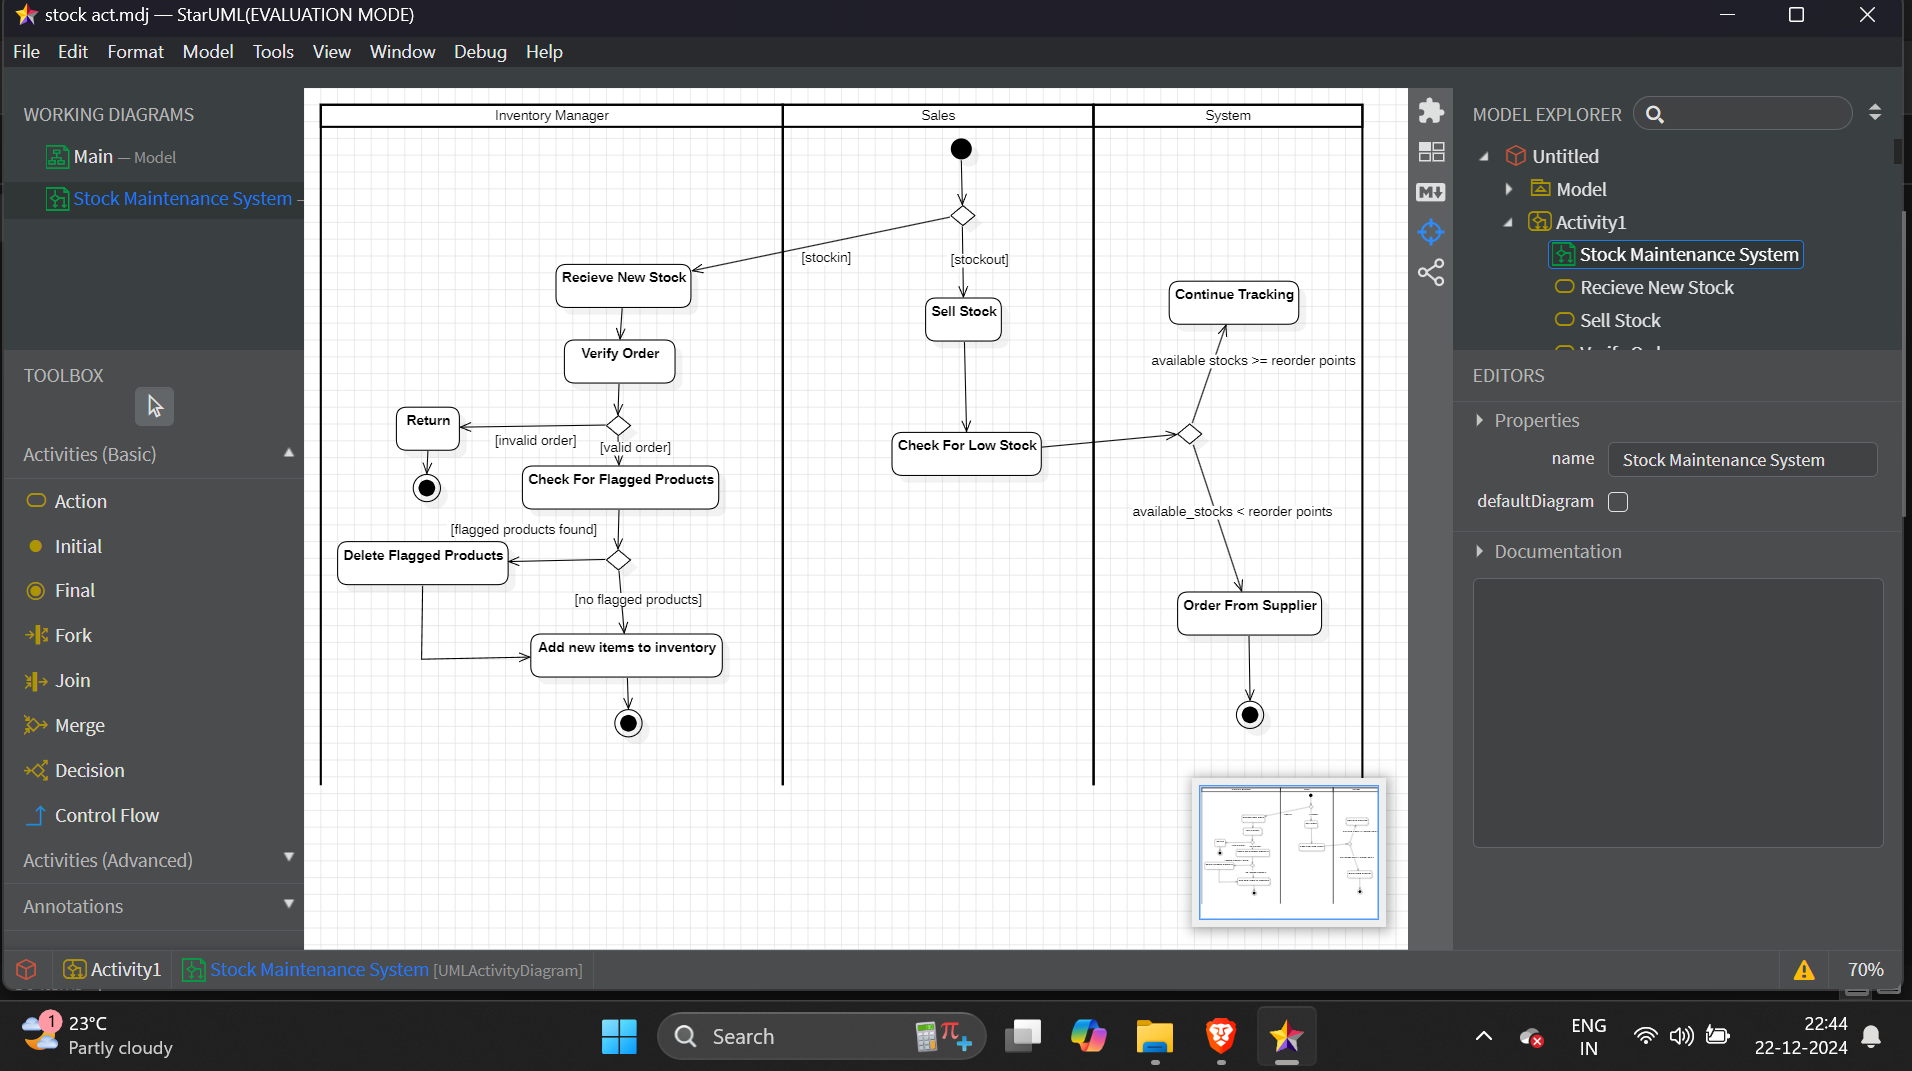 stock act.mdj — StarUML(EVALUATION MODE)
File Edit Format Model Tools View Window Debug Help
WORKING DIAGRAMS
Main — Model
Stock Maintenance System –
TOOLBOX
Activities (Basic)
Action
Initial
Final
Fork
Join
Merge
Decision
Control Flow
Activities (Advanced)
Annotations
Inventory Manager
Sales
System
[stockin]
[stockout]
Recieve New Stock
Sell Stock
Continue Tracking
Verify Order
available stocks >= reorder points
Return
[invalid order]
[valid order]
Check For Low Stock
Check For Flagged Products
available_stocks < reorder points
[flagged products found]
Delete Flagged Products
[no flagged products]
Order From Supplier
Add new items to inventory
MODEL EXPLORER
Untitled
Model
Activity1
Stock Maintenance System
Recieve New Stock
Sell Stock
EDITORS
Properties
name Stock Maintenance System
defaultDiagram
Documentation
Activity1 Stock Maintenance System [UMLActivityDiagram]
70%
1
23°C
Partly cloudy
Search
ENG
IN
22:44
22-12-2024